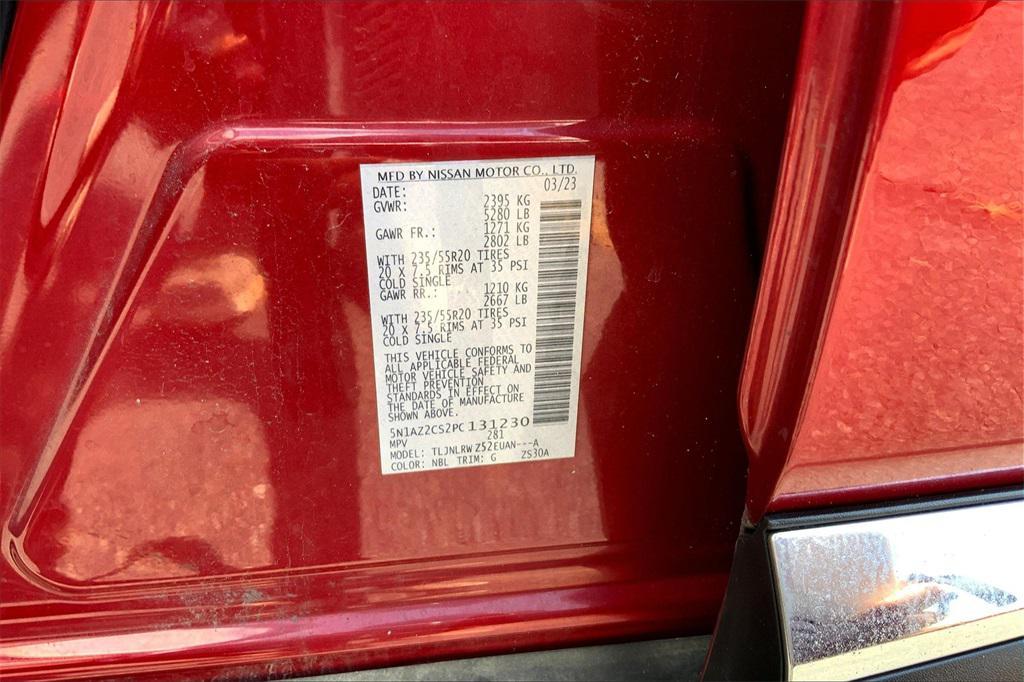 MFD BY NISSAN MOTOR CO., LTD.
DATE: 03/23
GVWR: 2395 KG
5280 LB
GAWR FR.: 1271 KG
2802 LB
WITH 235/55R20 TIRES
20 X 7.5 RIMS AT 35 PSI
COLD SINGLE
GAWR RR.: 1210 KG
2667 LB
WITH 235/55R20 TIRES
20 X 7.5 RIMS AT 35 PSI
COLD SINGLE
THIS VEHICLE CONFORMS TO
ALL APPLICABLE FEDERAL
MOTOR VEHICLE SAFETY AND
THEFT PREVENTION
STANDARDS IN EFFECT ON
THE DATE OF MANUFACTURE
SHOWN ABOVE.
5N1AZ2CS2PC131230
MPV 281
MODEL: TLJNLRW Z52EUAN---A
COLOR: NBL TRIM: G ZS30A